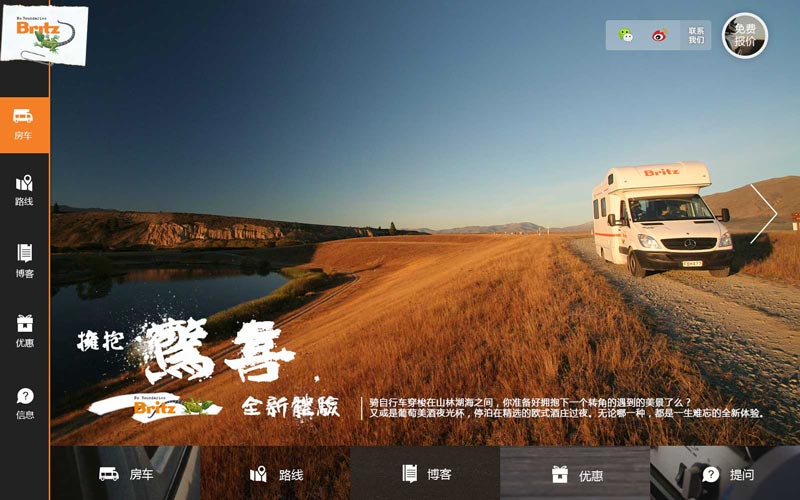 No Boundaries
Britz
联系
我们
免费
报价
房车
路线
博客
优惠
信息
Britz
擁抱 驚喜
No Boundaries
Britz
全新體驗
骑自行车穿梭在山林湖海之间，你准备好拥抱下一个转角的遇到的美景了么？
又或是葡萄美酒夜光杯，停泊在精选的欧式酒庄过夜。无论哪一种，都是一生难忘的全新体验。
房车
路线
博客
优惠
提问